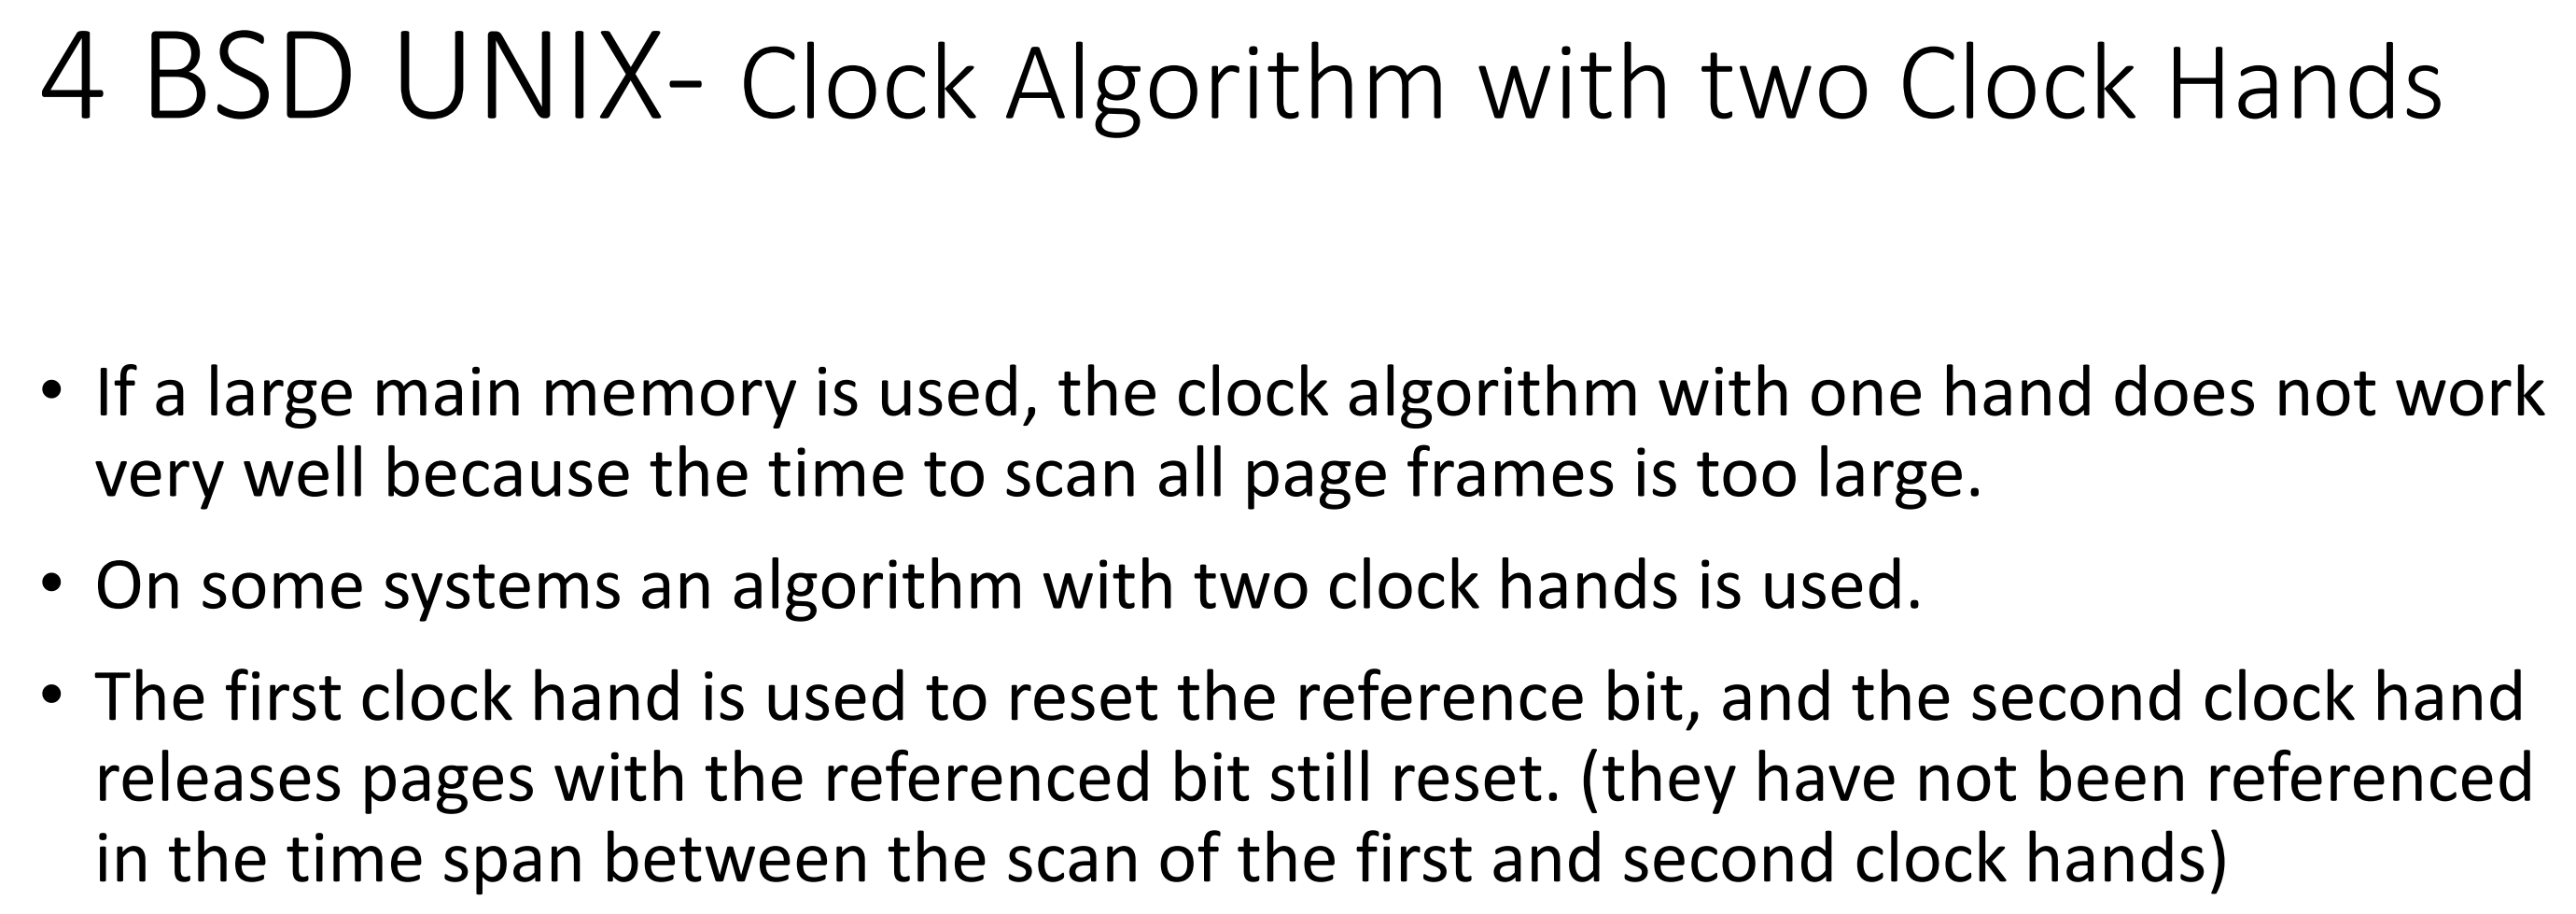 4 BSD UNIX- Clock Algorithm with two Clock Hands
• If a large main memory is used, the clock algorithm with one hand does not work
very well because the time to scan all page frames is too large.
• On some systems an algorithm with two clock hands is used.
• The first clock hand is used to reset the reference bit, and the second clock hand
releases pages with the referenced bit still reset. (they have not been referenced
in the time span between the scan of the first and second clock hands)